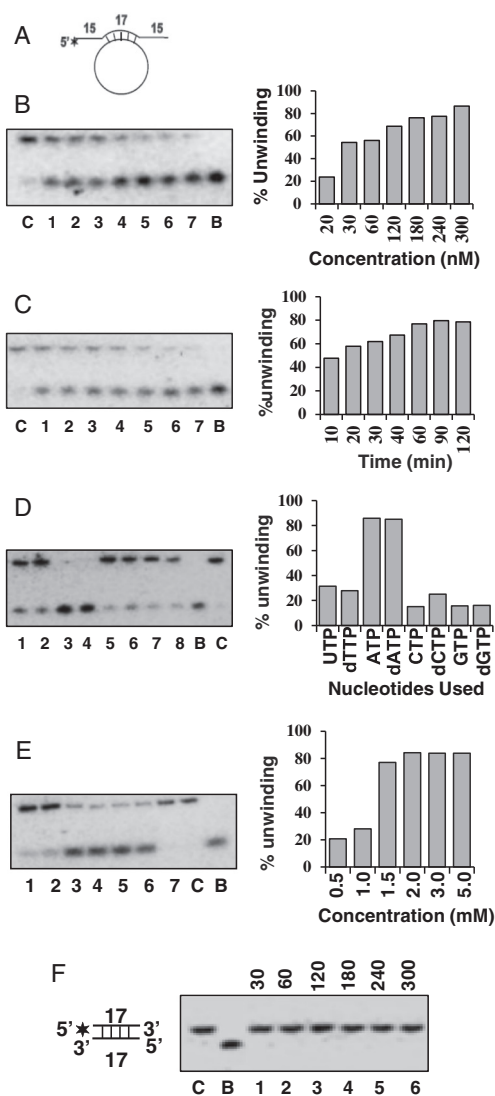 A
15 17 15
5'*
B
C 1 2 3 4 5 6 7 B
% Unwinding
100
80
60
40
20
0
20 30 60 120 180 240 300
Concentration (nM)
C
C 1 2 3 4 5 6 7 B
%unwinding
100
80
60
40
20
0
10 20 30 40 60 90 120
Time (min)
D
1 2 3 4 5 6 7 8 B C
% unwinding
100
80
60
40
20
0
UTP dTTP ATP dATP CTP dCTP GTP dGTP
Nucleotides Used
E
1 2 3 4 5 6 7 C B
% unwinding
100
80
60
40
20
0
0.5 1.0 1.5 2.0 3.0 5.0
Concentration (mM)
F
30 60 120 180 240 300
17
5' * 3'
3' 5'
17
C B 1 2 3 4 5 6